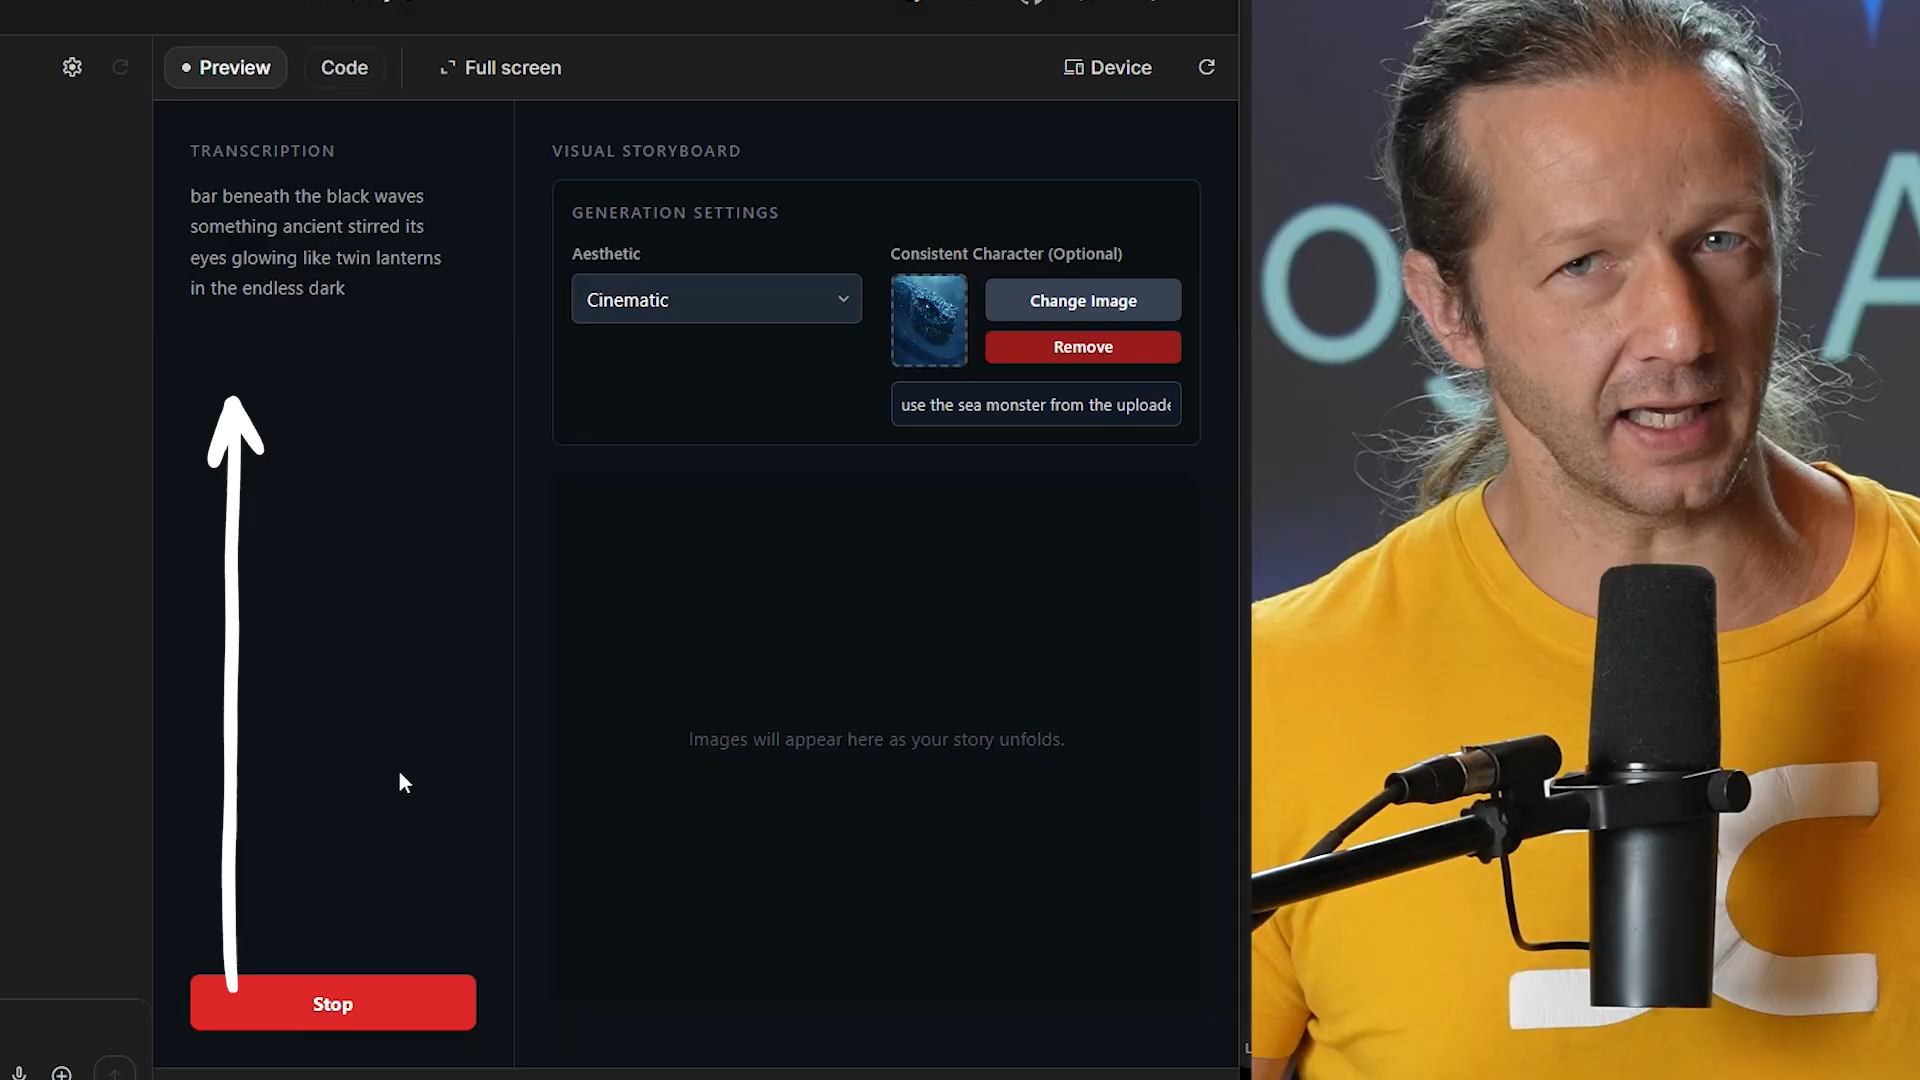 Preview
Code
Full screen
Device
TRANSCRIPTION
bar beneath the black waves
something ancient stirred its
eyes glowing like twin lanterns
in the endless dark
Stop
VISUAL STORYBOARD
GENERATION SETTINGS
Aesthetic
Cinematic
Consistent Character (Optional)
Change Image
Remove
use the sea monster from the uploade
Images will appear here as your story unfolds.